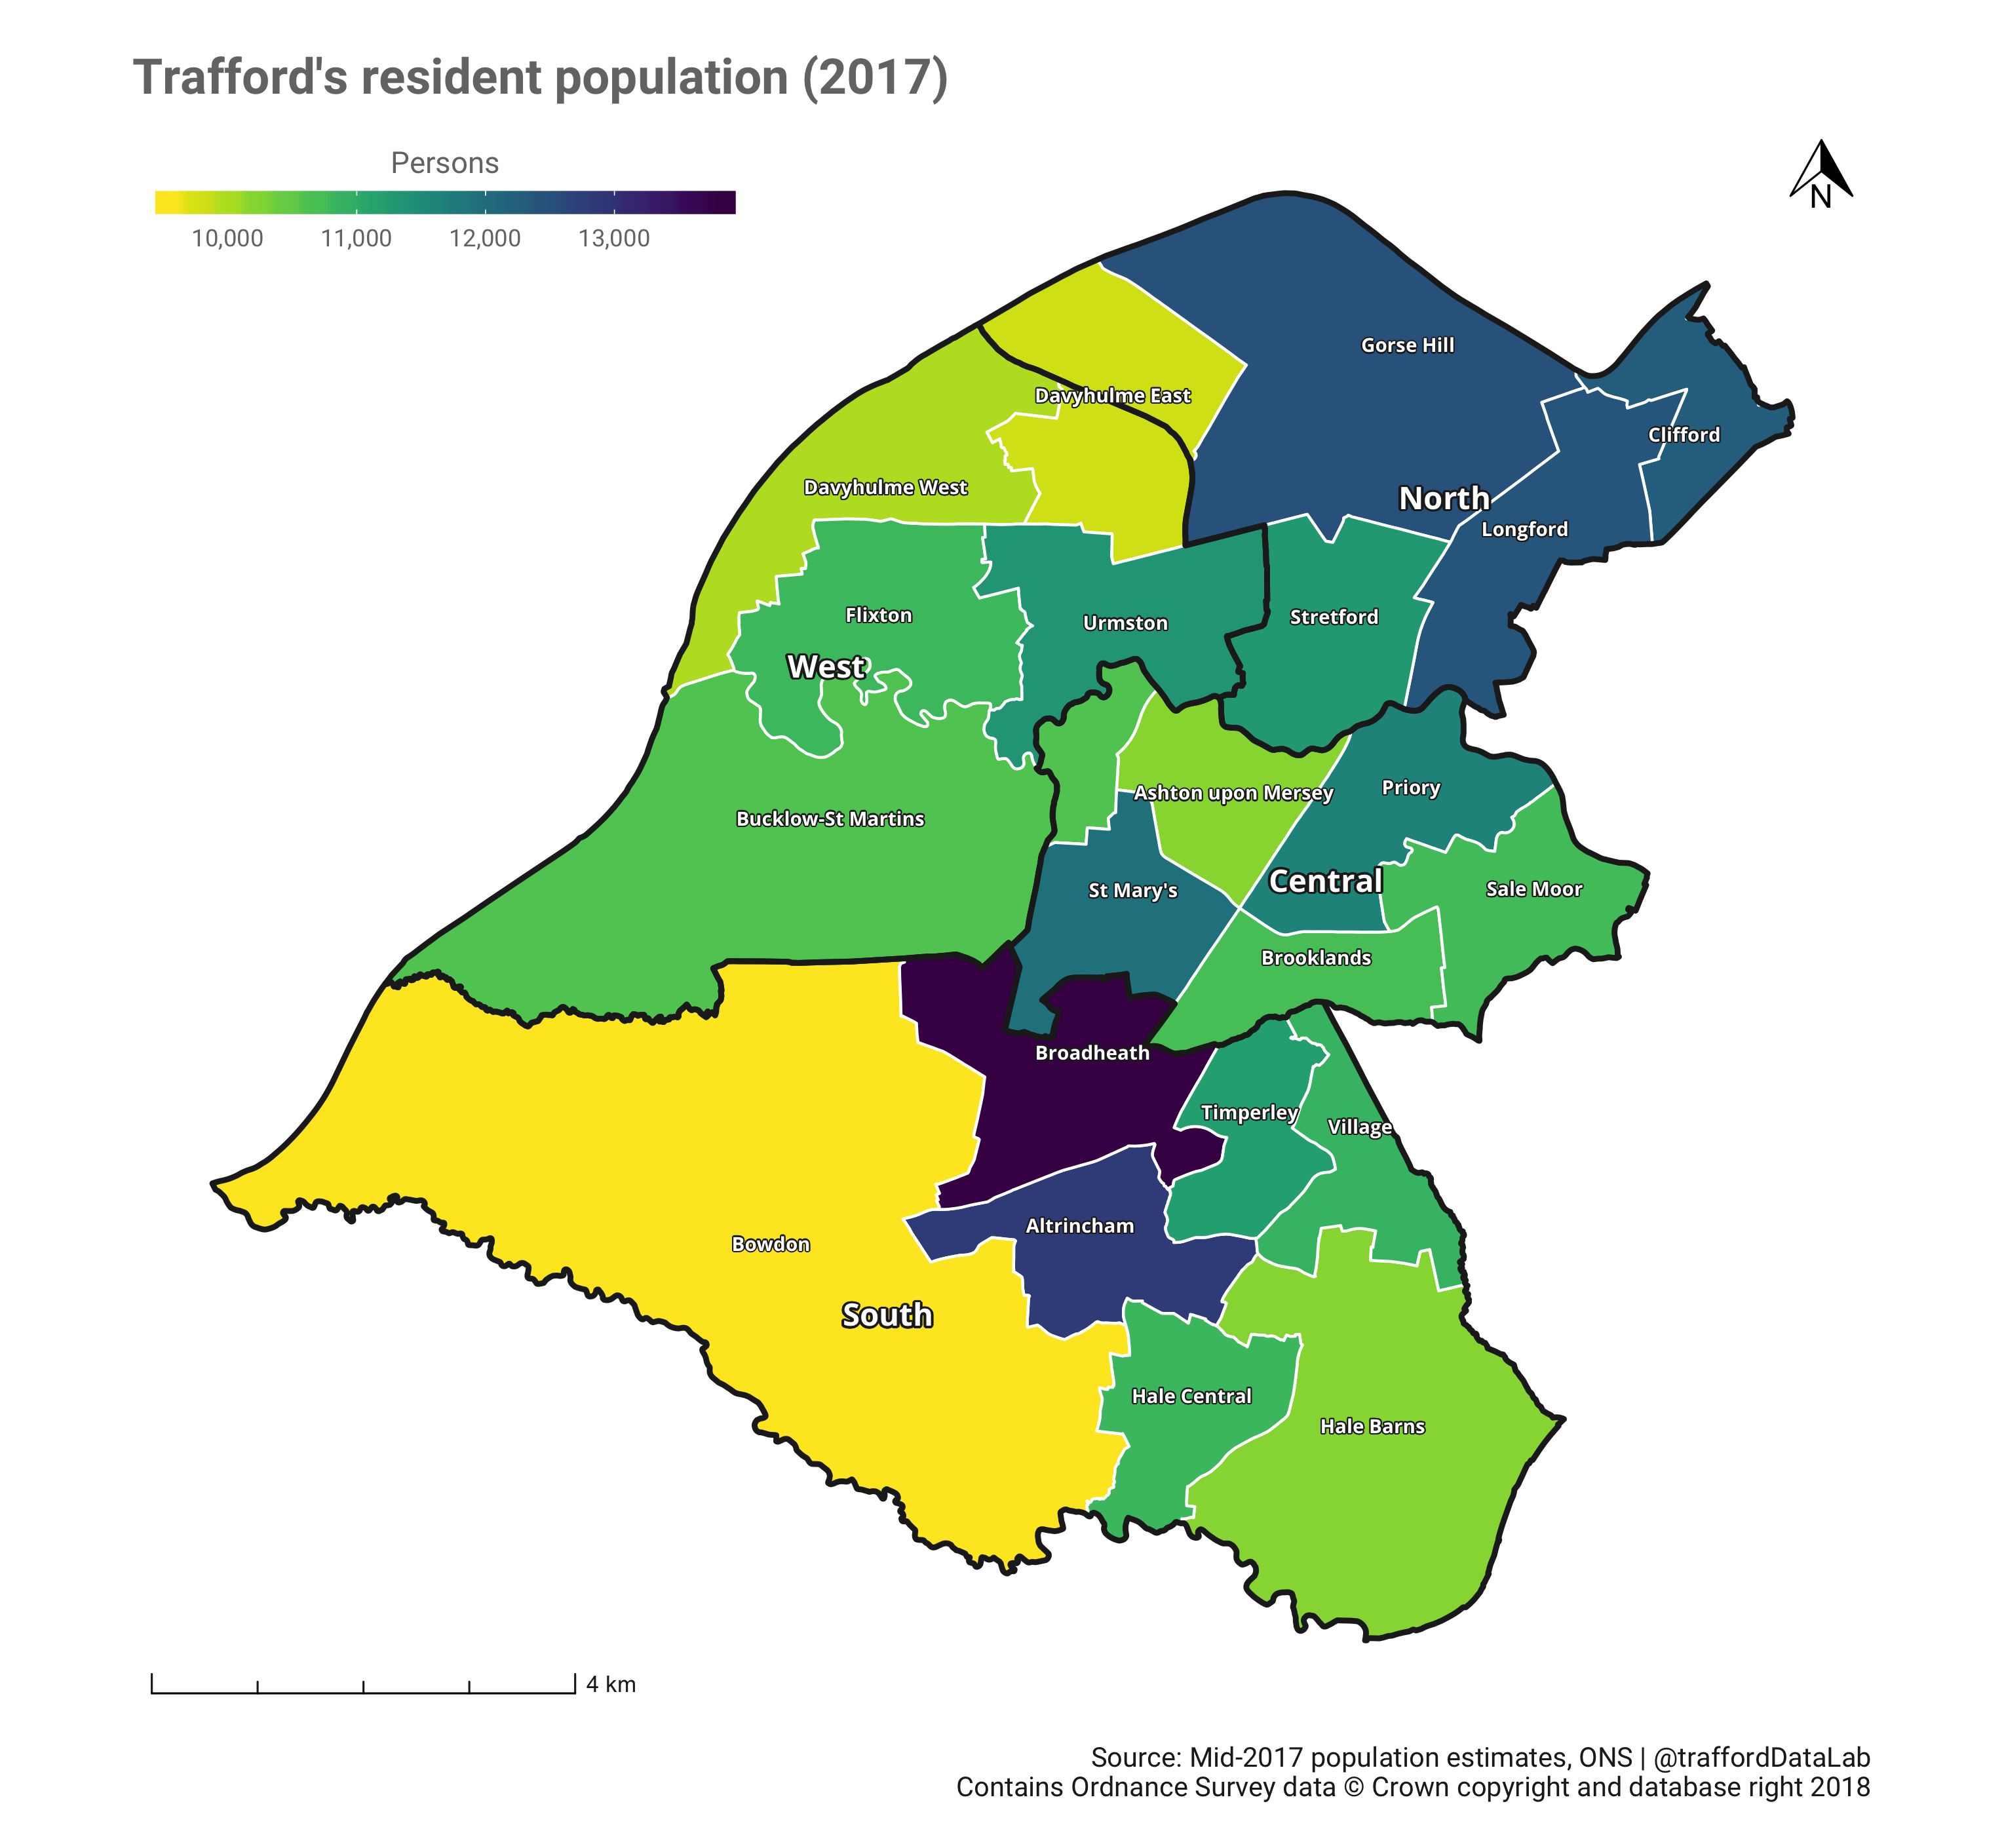 Trafford's resident population (2017)
Persons
10,000 11,000 12,000 13,000
N
Gorse Hill
Davyhulme East
Clifford
Davyhulme West
North
Longford
Flixton
Urmston
Stretford
West
Ashton upon Mersey
Priory
Bucklow-St Martins
Central
St Mary's
Sale Moor
Brooklands
Broadheath
Timperley
Village
Altrincham
Bowdon
South
Hale Central
Hale Barns
4 km
Source: Mid-2017 population estimates, ONS | @traffordDataLab
Contains Ordnance Survey data © Crown copyright and database right 2018